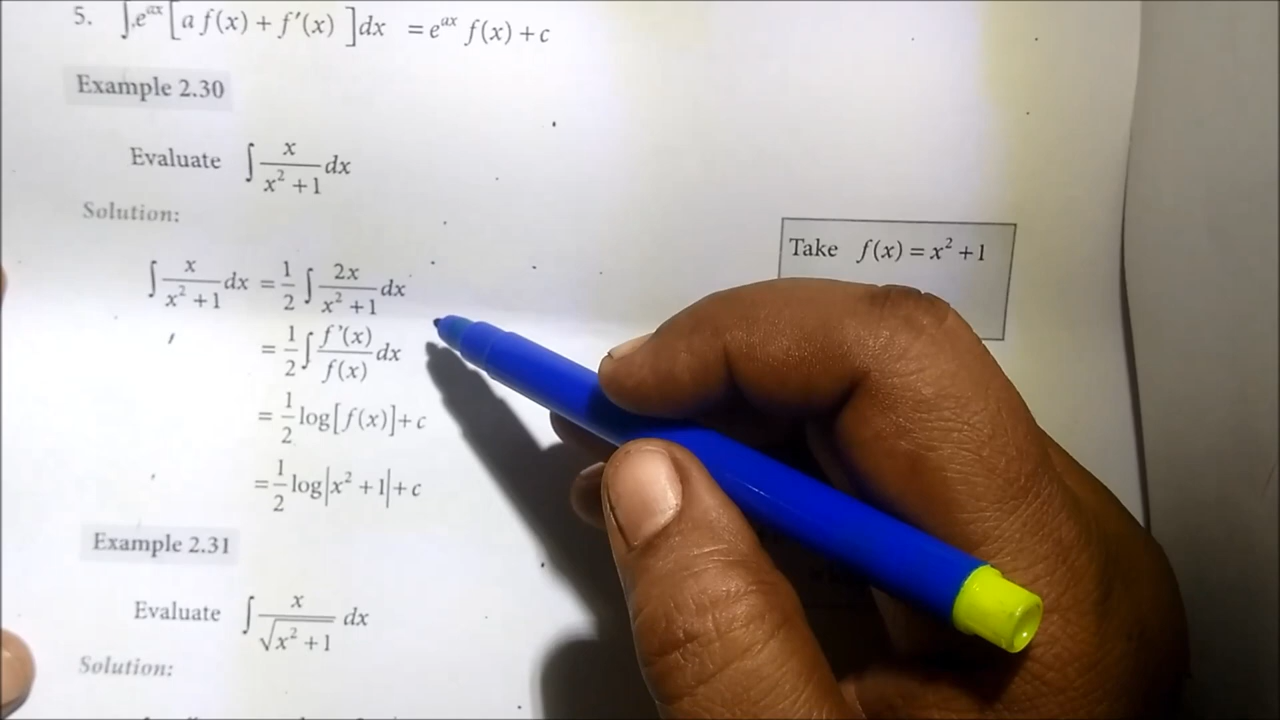 5. ∫e^{ax} [a f(x) + f'(x)]dx = e^{ax} f(x) + c
Example 2.30
Evaluate ∫ x/(x² + 1) dx
Solution:
Take f(x) = x² + 1
∫ x/(x² + 1) dx = 1/2 ∫ 2x/(x² + 1) dx
= 1/2 ∫ f'(x)/f(x) dx
= 1/2 log[f(x)] + c
= 1/2 log|x² + 1| + c
Example 2.31
Evaluate ∫ x/√(x² + 1) dx
Solution: